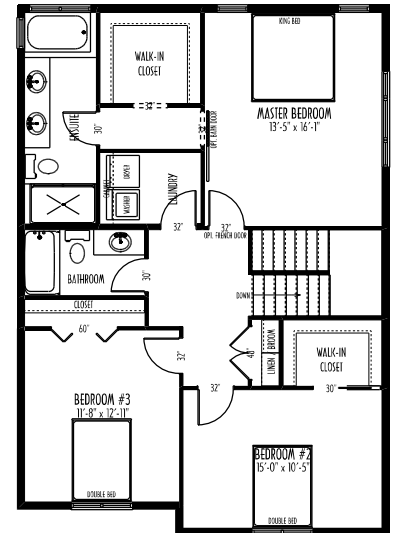 KING BED
WALK-IN
CLOSET
32"
MASTER BEDROOM
13'-5" x 16'-1"
ENSUITE
30"
OPT. BARN DOOR
CABINET
DRYER
WASHER
LAUNDRY
32"
32"
OPT. FRENCH DOOR
BATHROOM
30"
DOWN
CLOSET
60"
32"
48"
LINEN / BROOM
WALK-IN
CLOSET
32"
30"
BEDROOM #3
11'-8" x 12'-11"
BEDROOM #2
15'-0" x 10'-5"
DOUBLE BED
DOUBLE BED